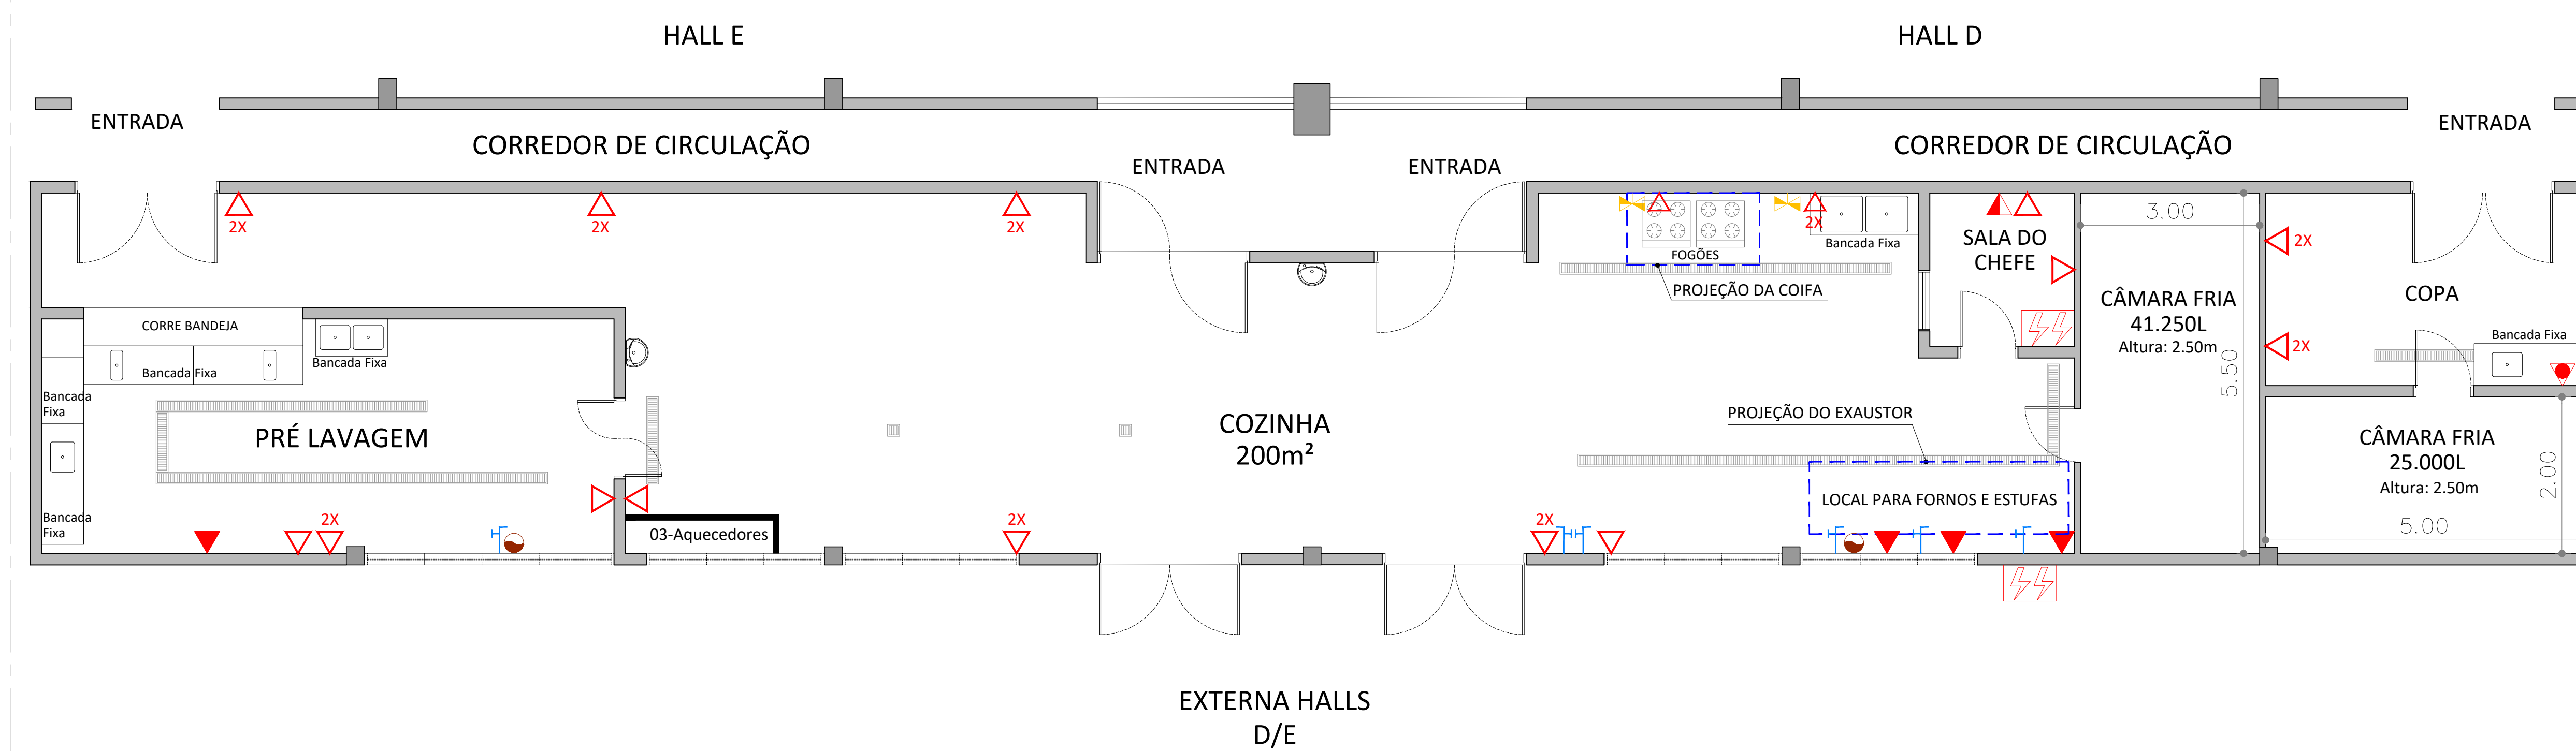 HALL E
HALL D
ENTRADA
CORREDOR DE CIRCULAÇÃO
ENTRADA
ENTRADA
CORREDOR DE CIRCULAÇÃO
ENTRADA
2X
2X
2X
2X
Bancada Fixa
FOGÕES
PROJEÇÃO DA COIFA
SALA DO
CHEFE
3.00
5.50
CÂMARA FRIA
41.250L
Altura: 2.50m
2X
2X
COPA
Bancada Fixa
CORRE BANDEJA
Bancada Fixa
Bancada Fixa
Bancada
Fixa
PRÉ LAVAGEM
Bancada
Fixa
2X
03-Aquecedores
2X
COZINHA
200m²
2X
PROJEÇÃO DO EXAUSTOR
LOCAL PARA FORNOS E ESTUFAS
CÂMARA FRIA
25.000L
Altura: 2.50m
2.00
5.00
EXTERNA HALLS
D/E